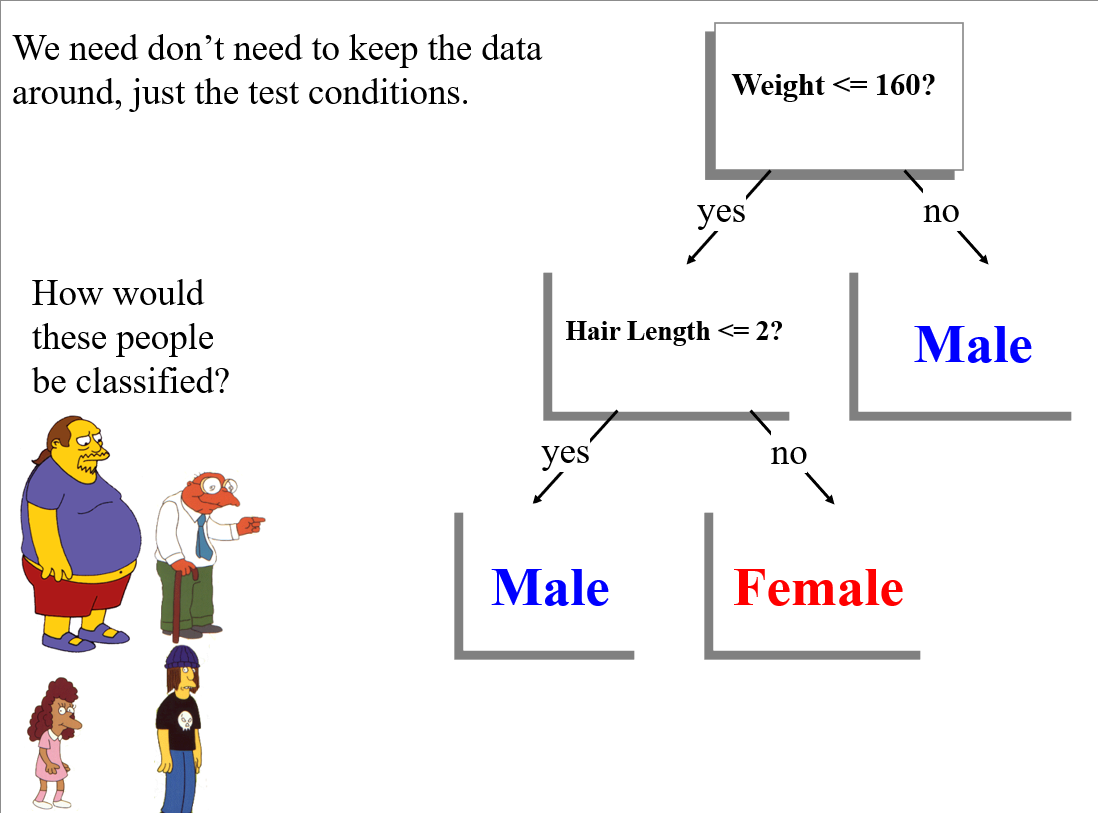 We need don't need to keep the data
around, just the test conditions.
Weight <= 160?
yes
no
How would
these people
be classified?
Hair Length <= 2?
Male
yes
no
Male
Female